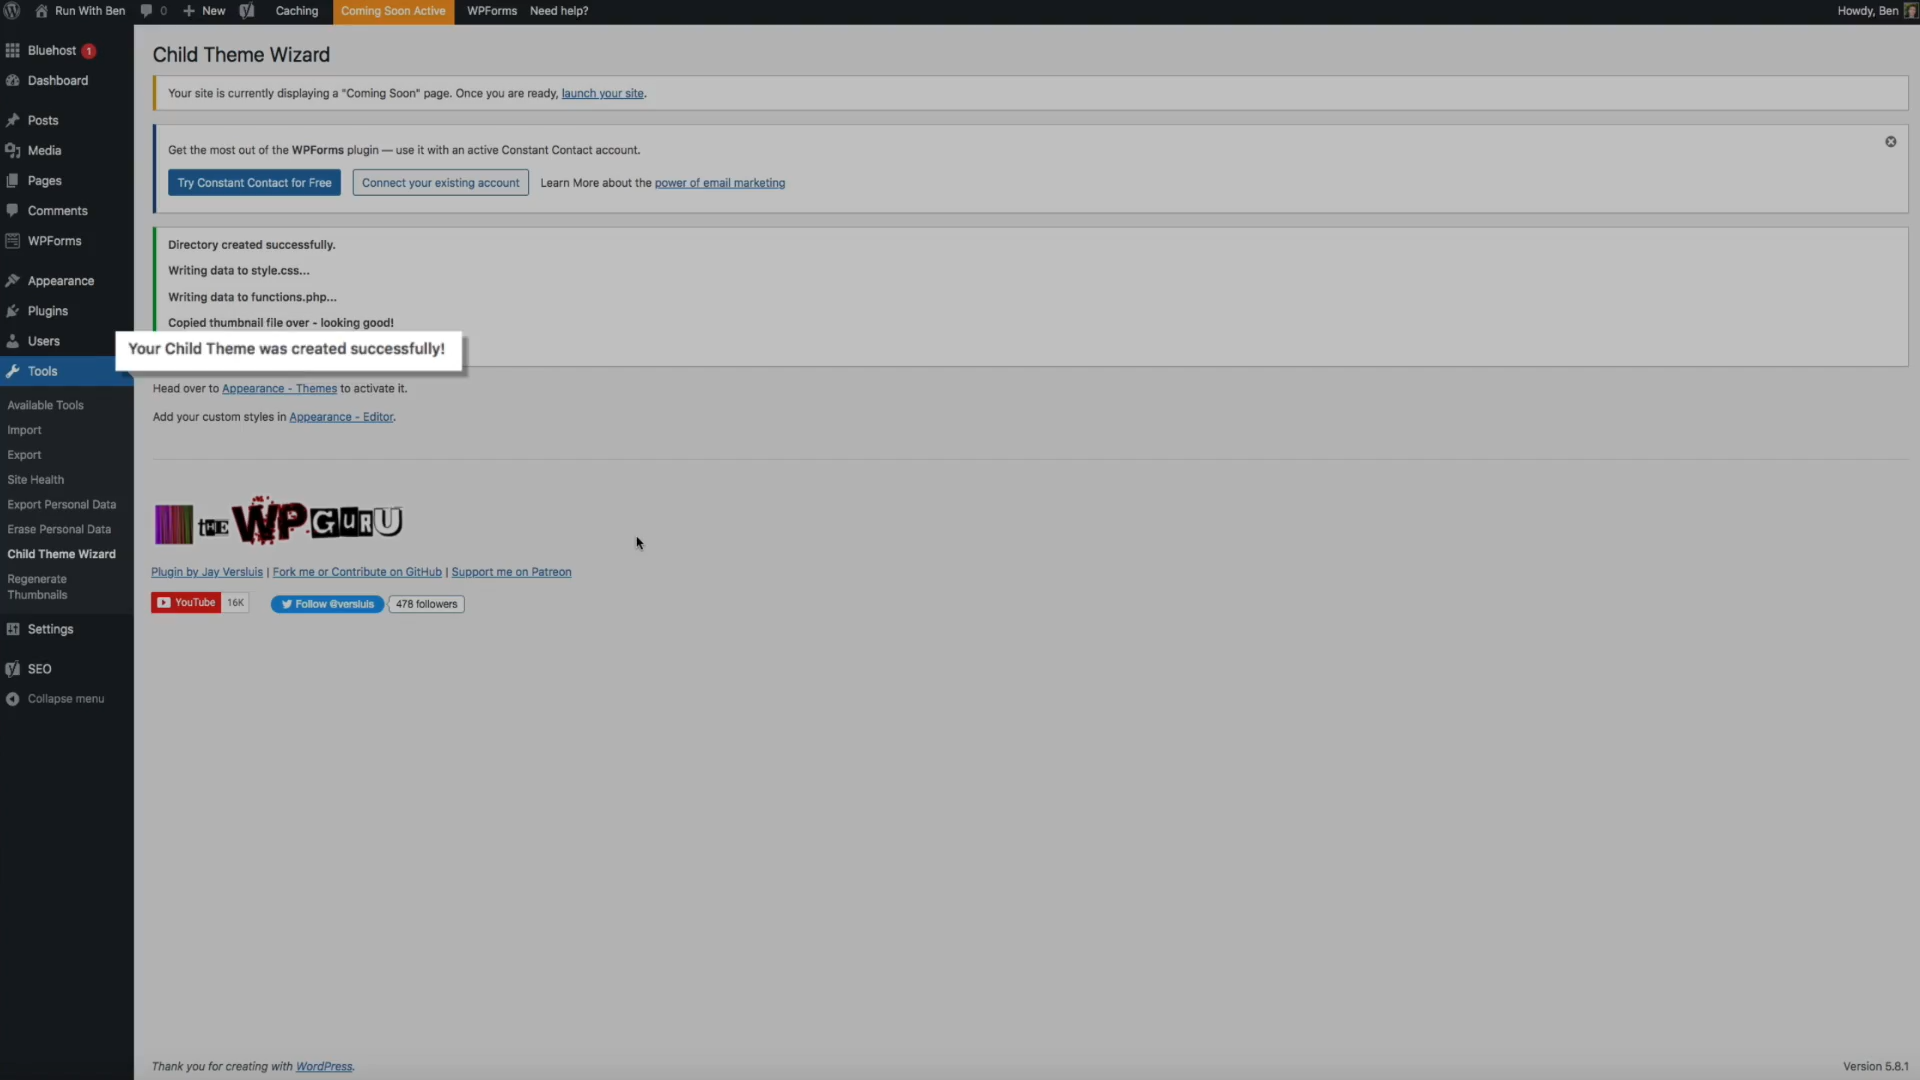 Run With Ben 0 New Caching Coming Soon Active WPForms Need help? Howdy, Ben
Bluehost 1
Dashboard
Posts
Media
Pages
Comments
WPForms
Appearance
Plugins
Users
Tools
Available Tools
Import
Export
Site Health
Export Personal Data
Erase Personal Data
Child Theme Wizard
Regenerate
Thumbnails
Settings
SEO
Collapse menu
Child Theme Wizard
Your site is currently displaying a "Coming Soon" page. Once you are ready, launch your site.
Get the most out of the WPForms plugin — use it with an active Constant Contact account.
Try Constant Contact for Free Connect your existing account Learn More about the power of email marketing
Directory created successfully.
Writing data to style.css...
Writing data to functions.php...
Copied thumbnail file over - looking good!
Your Child Theme was created successfully!
Head over to Appearance - Themes to activate it.
Add your custom styles in Appearance - Editor.
THE WP GURU
Plugin by Jay Versluis | Fork me or Contribute on GitHub | Support me on Patreon
YouTube 16K Follow @versluis 478 followers
Thank you for creating with WordPress. Version 5.8.1